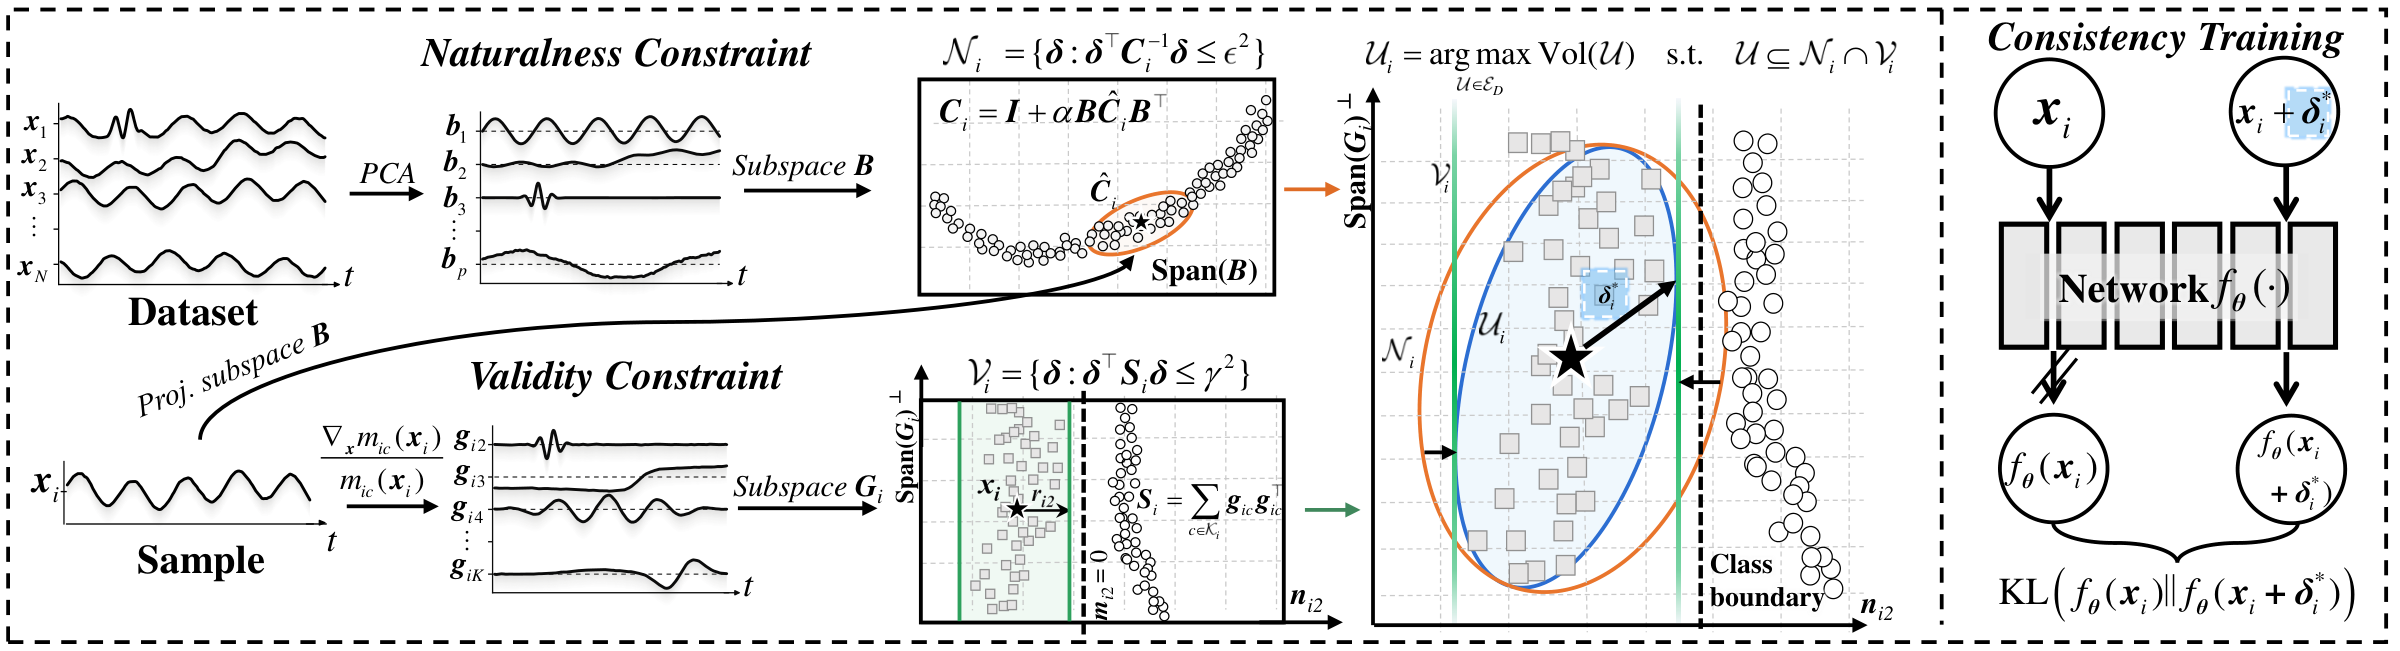 Naturalness Constraint
x₁
x₂
x₃
⋮
x_N
t
Dataset
PCA
b₁
b₂
b₃
⋮
b_p
t
Subspace B
𝒩ᵢ = {δ : δ⊤Cᵢ⁻¹δ ≤ ϵ²}
Cᵢ = I + αBĈᵢB⊤
Ĉᵢ
Span(B)
Proj. subspace B
Validity Constraint
xᵢ
t
Sample
∇ₓm_ic(xᵢ)
m_ic(xᵢ)
g_i2
g_i3
g_i4
⋮
g_iK
t
Subspace Gᵢ
𝒱ᵢ = {δ : δ⊤Sᵢδ ≤ γ²}
Span(Gᵢ)⊥
xᵢ
r_i2
m_i2 = 0
Sᵢ = ∑_{c∈𝒦ᵢ} g_ic g_ic⊤
n_i2
𝒰ᵢ = arg max Vol(𝒰) s.t. 𝒰 ⊆ 𝒩ᵢ ∩ 𝒱ᵢ
𝒰∈ℰ_D
Span(Gᵢ)⊥
𝒱ᵢ
𝒩ᵢ
𝒰ᵢ
δᵢ*
Class
boundary
n_i2
Consistency Training
xᵢ
xᵢ + δᵢ*
Network f_θ(·)
f_θ(xᵢ)
f_θ(xᵢ
+ δᵢ*)
KL(f_θ(xᵢ)||f_θ(xᵢ + δᵢ*))